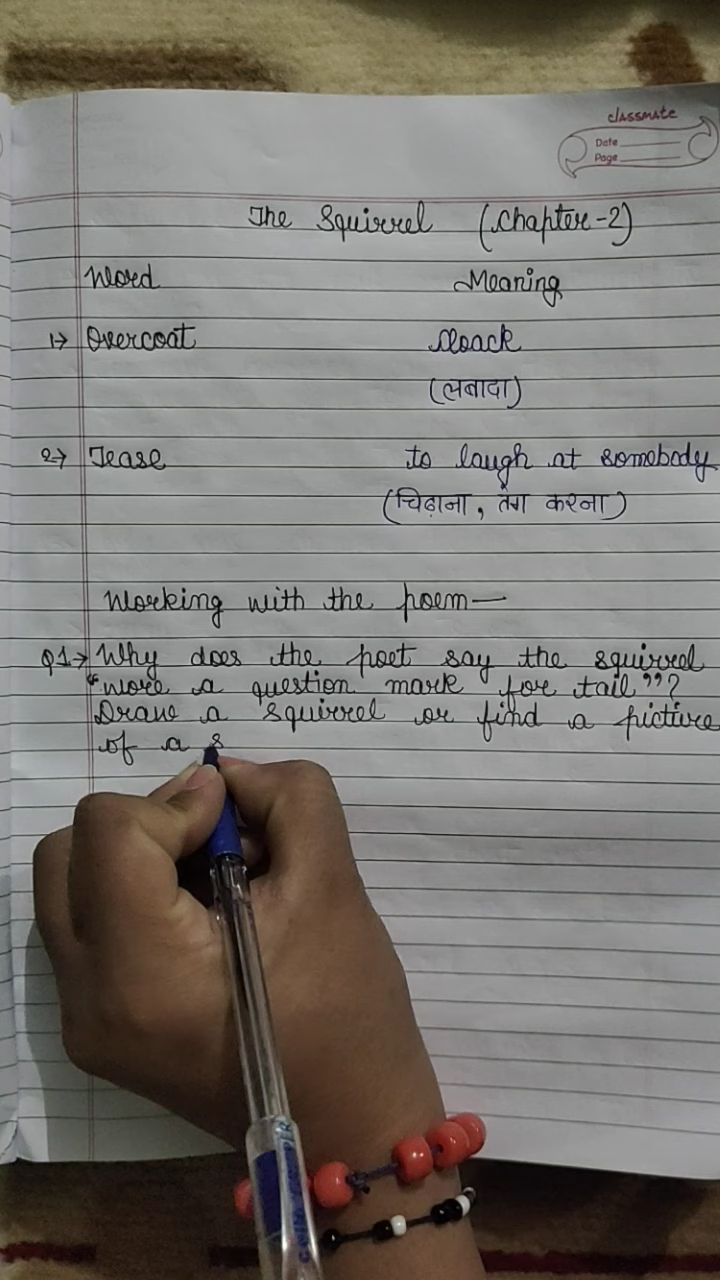 classmate
Date
Page
The Squirrel (Chapter-2)
Word Meaning
1→ Overcoat Cloack
(लबादा)
2→ Tease to laugh at somebody
(चिढ़ाना, तंग करना)
Working with the poem—
Q1→ Why does the poet say the squirrel
“wore a question mark for tail”?
Draw a squirrel or find a picture
of a s